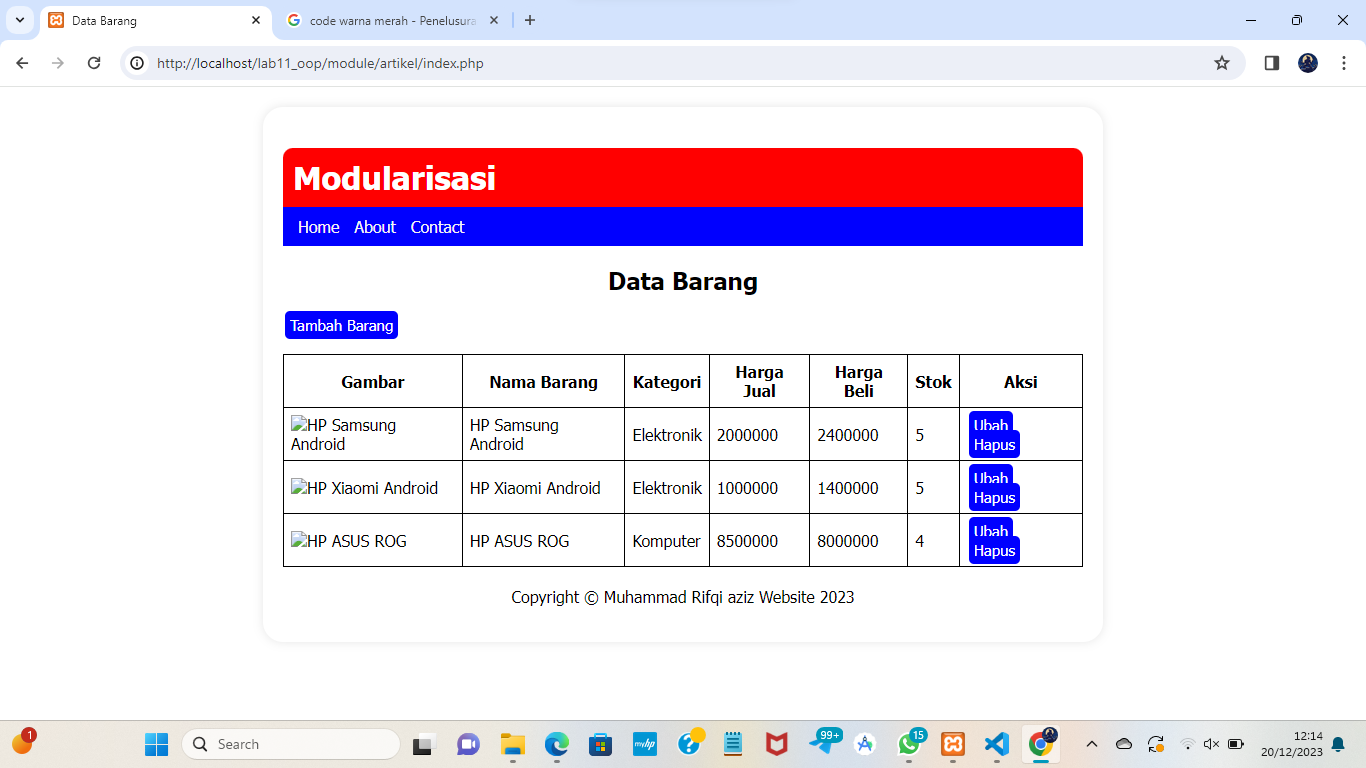 Data Barang
code warna merah - Penelusura
http://localhost/lab11_oop/module/artikel/index.php
Modularisasi
Home About Contact
Data Barang
Tambah Barang
Gambar Nama Barang Kategori Harga Jual Harga Beli Stok Aksi
HP Samsung Android HP Samsung Android Elektronik 2000000 2400000 5 Ubah Hapus
HP Xiaomi Android HP Xiaomi Android Elektronik 1000000 1400000 5 Ubah Hapus
HP ASUS ROG HP ASUS ROG Komputer 8500000 8000000 4 Ubah Hapus
Copyright © Muhammad Rifqi aziz Website 2023
1
Search
myhp
99+
15
12:14
20/12/2023